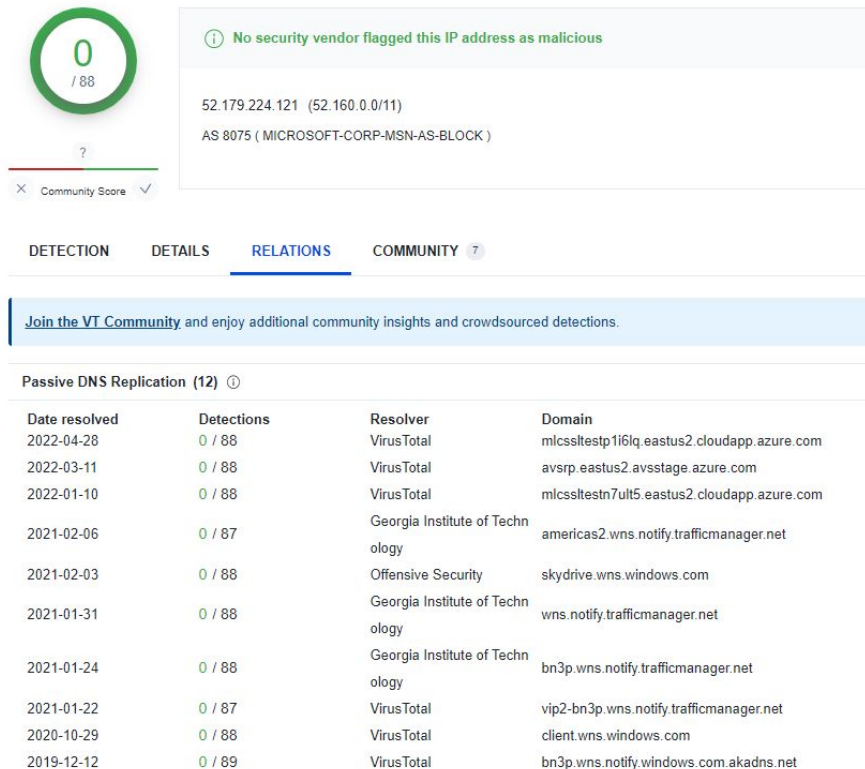 0
/ 88
No security vendor flagged this IP address as malicious
52.179.224.121 (52.160.0.0/11)
AS 8075 ( MICROSOFT-CORP-MSN-AS-BLOCK )
?
Community Score
DETECTION DETAILS RELATIONS COMMUNITY 7
Join the VT Community and enjoy additional community insights and crowdsourced detections.
Passive DNS Replication (12)
Date resolved Detections Resolver Domain
2022-04-28 0 / 88 VirusTotal mlcssltestp1i6lq.eastus2.cloudapp.azure.com
2022-03-11 0 / 88 VirusTotal avsrp.eastus2.avsstage.azure.com
2022-01-10 0 / 88 VirusTotal mlcssltestn7ult5.eastus2.cloudapp.azure.com
2021-02-06 0 / 87 Georgia Institute of Techn
ology americas2.wns.notify.trafficmanager.net
2021-02-03 0 / 88 Offensive Security skydrive.wns.windows.com
2021-01-31 0 / 88 Georgia Institute of Techn
ology wns.notify.trafficmanager.net
2021-01-24 0 / 88 Georgia Institute of Techn
ology bn3p.wns.notify.trafficmanager.net
2021-01-22 0 / 87 VirusTotal vip2-bn3p.wns.notify.trafficmanager.net
2020-10-29 0 / 88 VirusTotal client.wns.windows.com
2019-12-12 0 / 89 VirusTotal bn3p.wns.notify.windows.com.akadns.net